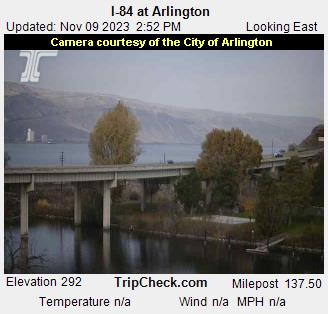 I-84 at Arlington
Updated: Nov 09 2023 2:52 PM Looking East
Camera courtesy of the City of Arlington
Elevation 292 TripCheck.com Milepost 137.50
Temperature n/a Wind n/a MPH n/a